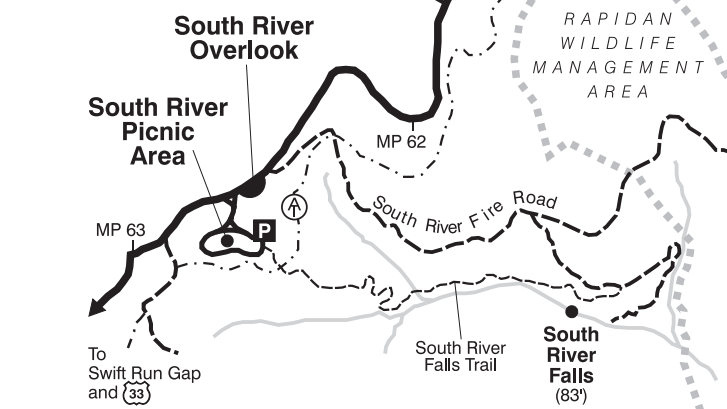 South River
Overlook
RAPIDAN
WILDLIFE
MANAGEMENT
AREA
South River
Picnic
Area
MP 62
South River Fire Road
P
MP 63
A
To
Swift Run Gap
and 33
South River
Falls Trail
South
River
Falls
(83')